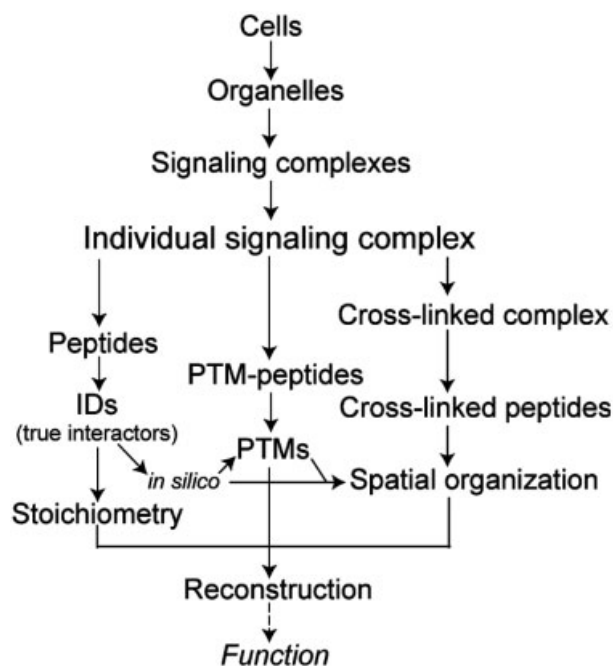 Cells
Organelles
Signaling complexes
Individual signaling complex
Peptides
IDs
(true interactors)
Stoichiometry
in silico
PTM-peptides
PTMs
Cross-linked complex
Cross-linked peptides
Spatial organization
Reconstruction
Function